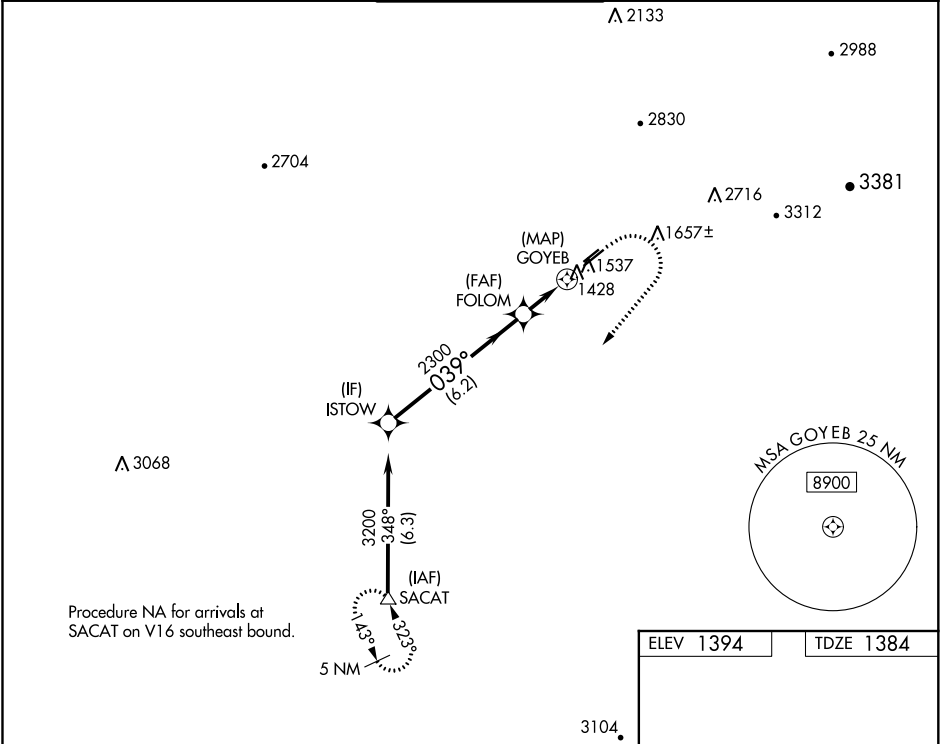 2133
2988
2830
2704
3381
2716
3312
1657±
(MAP)
GOYEB
1537
1428
(FAF)
FOLOM
2300
039°
(6.2)
(IF)
ISTOW
3068
MSA GOYEB 25 NM
8900
3200
348°
(6.3)
(IAF)
SACAT
143°
323°
5 NM
Procedure NA for arrivals at
SACAT on V16 southeast bound.
ELEV 1394
TDZE 1384
3104